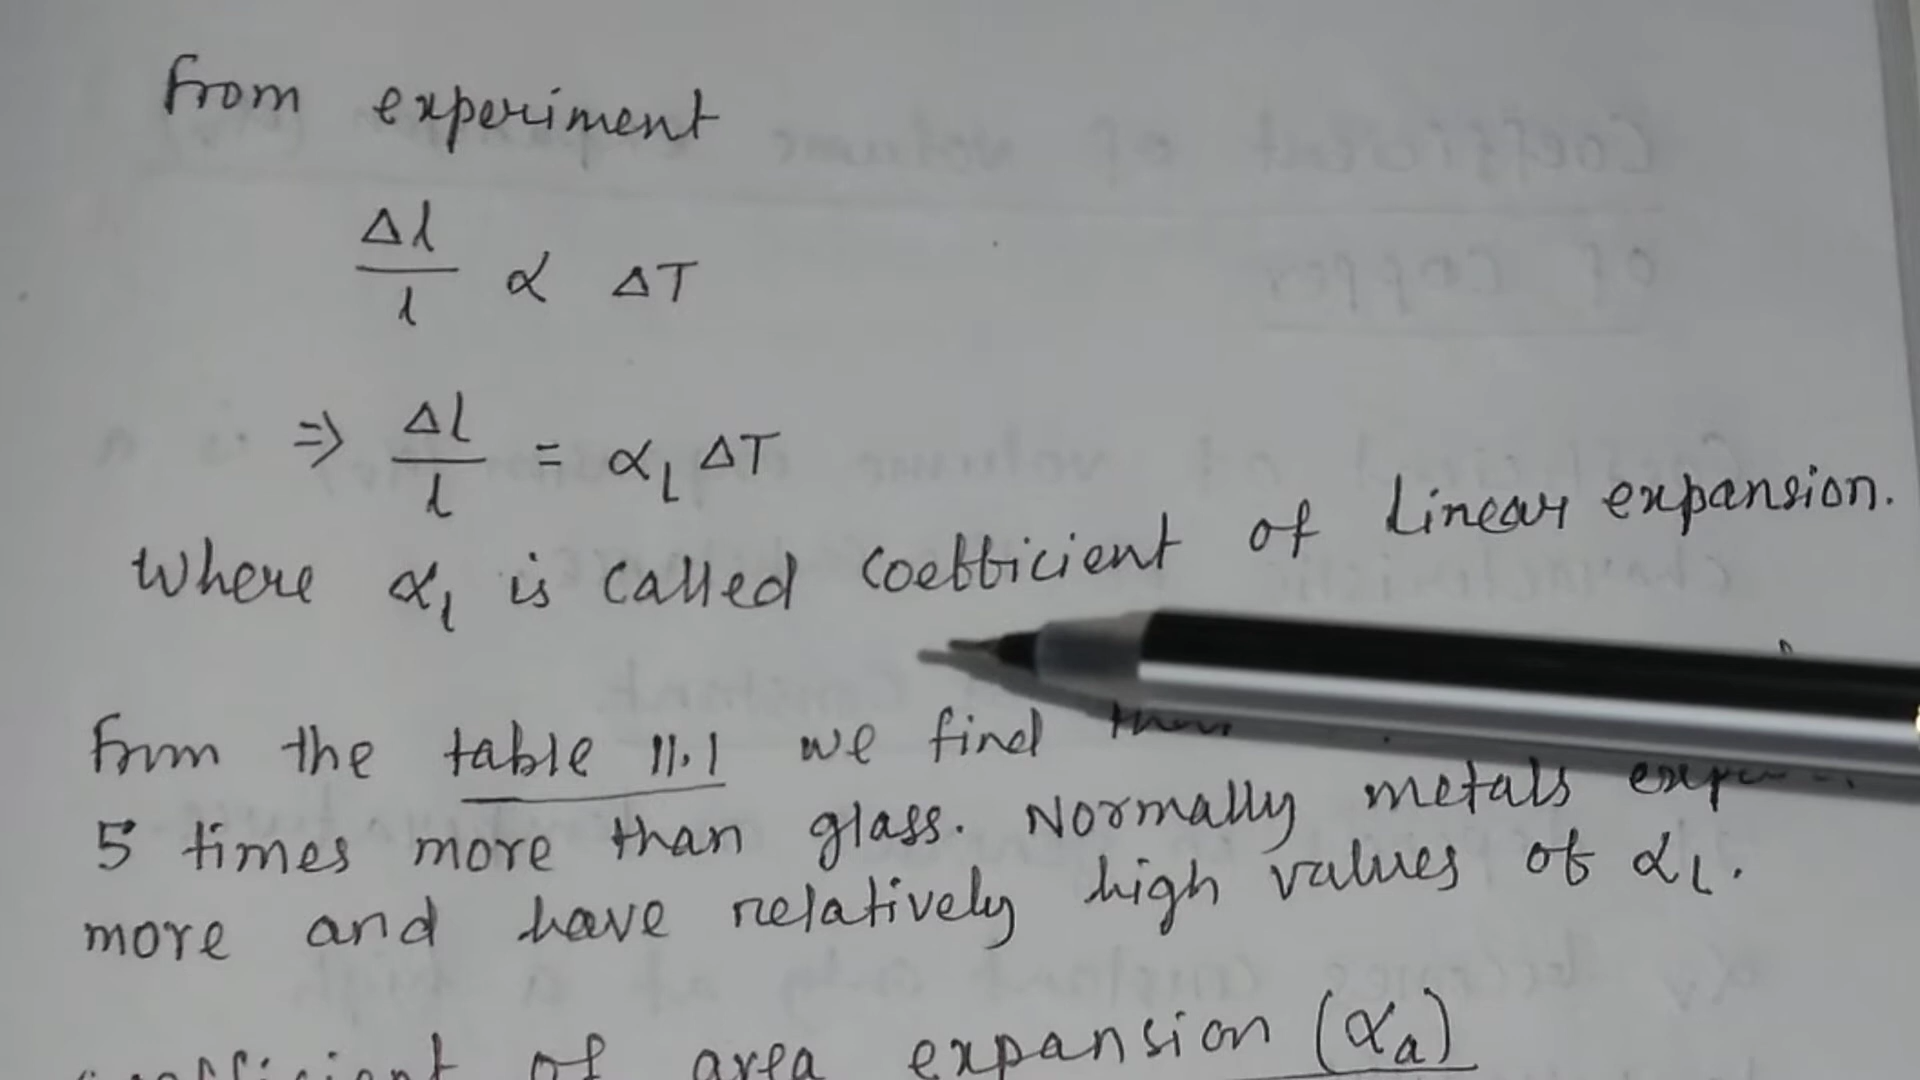 From experiment
Δl/l ∝ ΔT
⇒ Δl/l = α_l ΔT
Where α_l is called coefficient of Linear expansion.
From the table 11.1 we find
5 times more than glass. Normally metals
more and have relatively high values of α_l.
coefficient of area expansion (α_a)